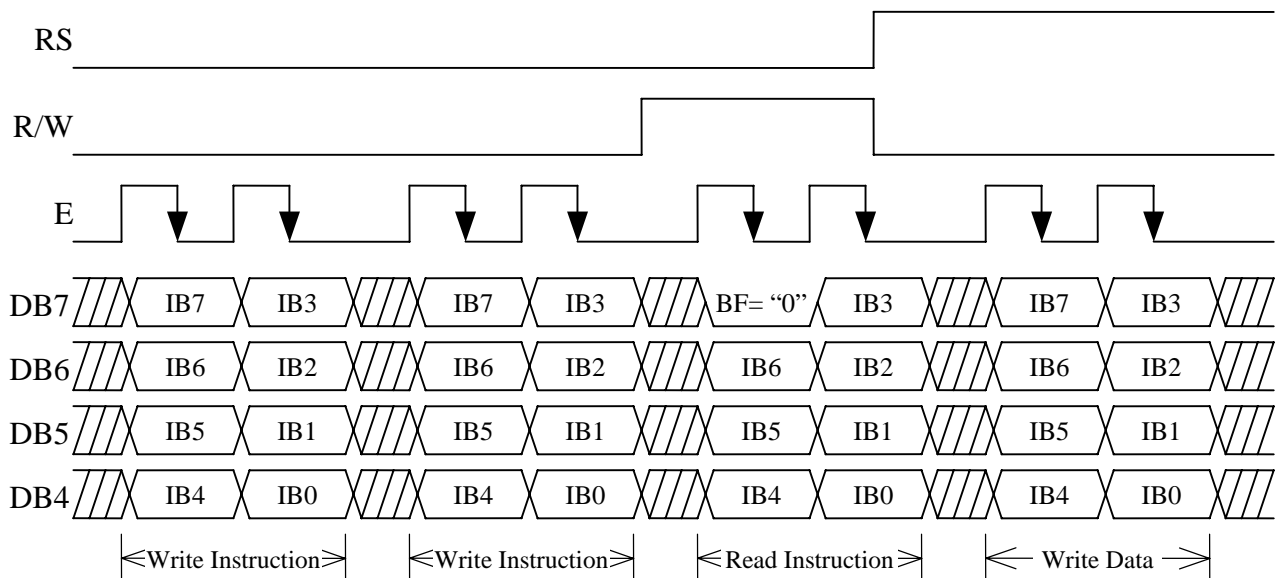 RS
R/W
E
DB7 IB7 IB3 IB7 IB3 BF= “0” IB3 IB7 IB3
DB6 IB6 IB2 IB6 IB2 IB6 IB2 IB6 IB2
DB5 IB5 IB1 IB5 IB1 IB5 IB1 IB5 IB1
DB4 IB4 IB0 IB4 IB0 IB4 IB0 IB4 IB0
Write Instruction Write Instruction Read Instruction Write Data